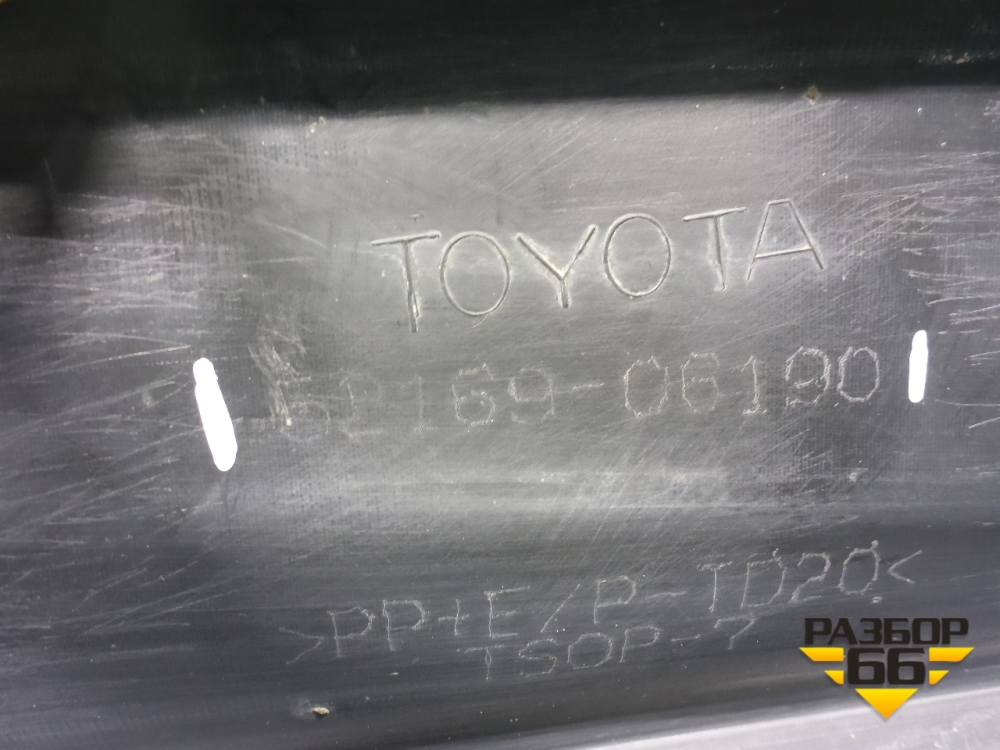 TOYOTA
52169-06190
>PP+E/P-TD20<
TSOP-7
РАЗБОР
66